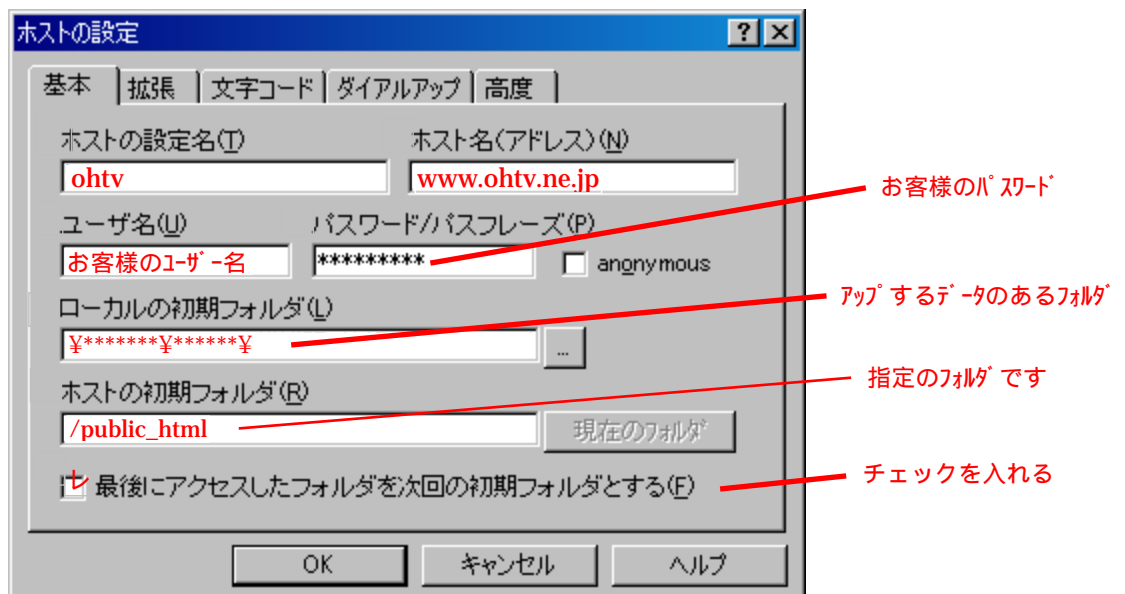 ホストの設定
基本 拡張 文字コード ダイアルアップ 高度
ホストの設定名(T) ホスト名(アドレス)(N)
ohtv www.ohtv.ne.jp
お客様のパスワード
ユーザ名(U) パスワード/パスフレーズ(P)
お客様のユーザー名 ********* anonymous
アップするデータのあるフォルダ
ローカルの初期フォルダ(L)
¥*******¥******¥ ...
指定のフォルダです
ホストの初期フォルダ(R)
/public_html 現在のフォルダ
チェックを入れる
最後にアクセスしたフォルダを次回の初期フォルダとする(F)
OK キャンセル ヘルプ